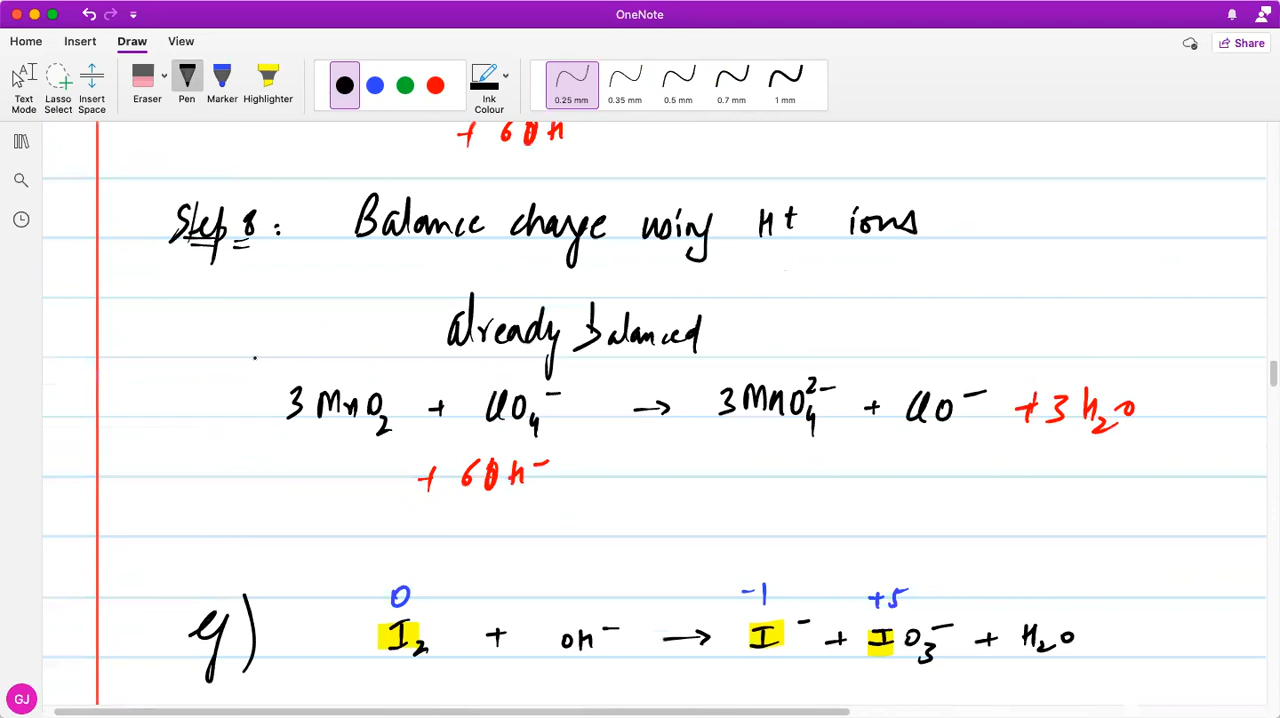 OneNote
Home Insert Draw View
Share
Text Mode
Lasso Select
Insert Space
Eraser
Pen
Marker
Highlighter
Ink Colour
0.25 mm
0.35 mm
0.5 mm
0.7 mm
1 mm
+ 6OH
Step 8: Balance charge using H+ ions
already balanced
3MnO₂ + ClO₄⁻ → 3MnO₄²⁻ + ClO⁻ + 3H₂O
+ 6OH⁻
0 -1 +5
I₂ + OH⁻ → I⁻ + IO₃⁻ + H₂O
GJ